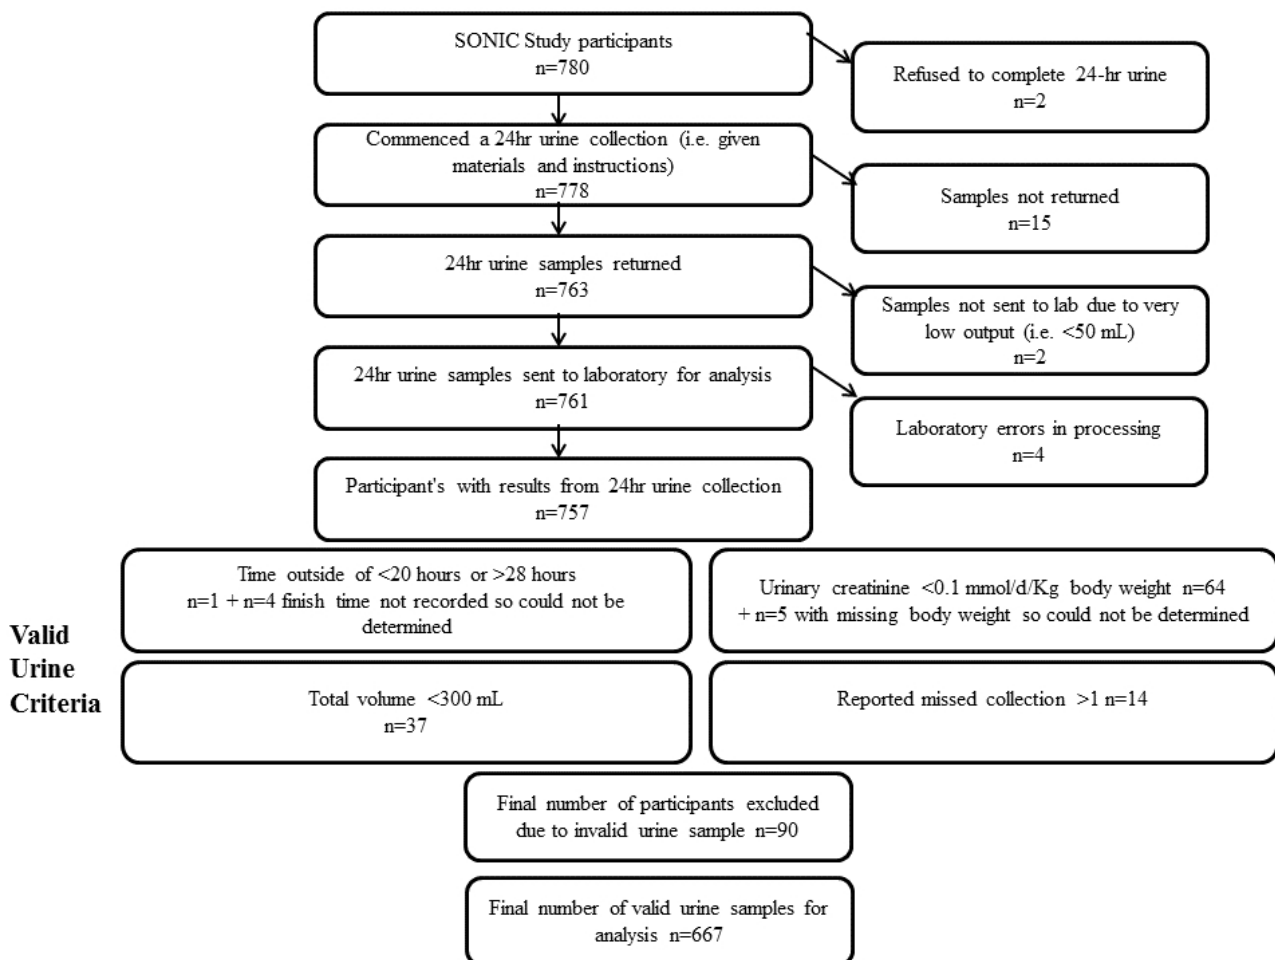 SONIC Study participants
n=780
Refused to complete 24-hr urine
n=2
Commenced a 24hr urine collection (i.e. given
materials and instructions)
n=778
Samples not returned
n=15
24hr urine samples returned
n=763
Samples not sent to lab due to very
low output (i.e. <50 mL)
n=2
24hr urine samples sent to laboratory for analysis
n=761
Laboratory errors in processing
n=4
Participant's with results from 24hr urine collection
n=757
Valid
Urine
Criteria
Time outside of <20 hours or >28 hours
n=1 + n=4 finish time not recorded so could not be
determined
Urinary creatinine <0.1 mmol/d/Kg body weight n=64
+ n=5 with missing body weight so could not be determined
Total volume <300 mL
n=37
Reported missed collection >1 n=14
Final number of participants excluded
due to invalid urine sample n=90
Final number of valid urine samples for
analysis n=667